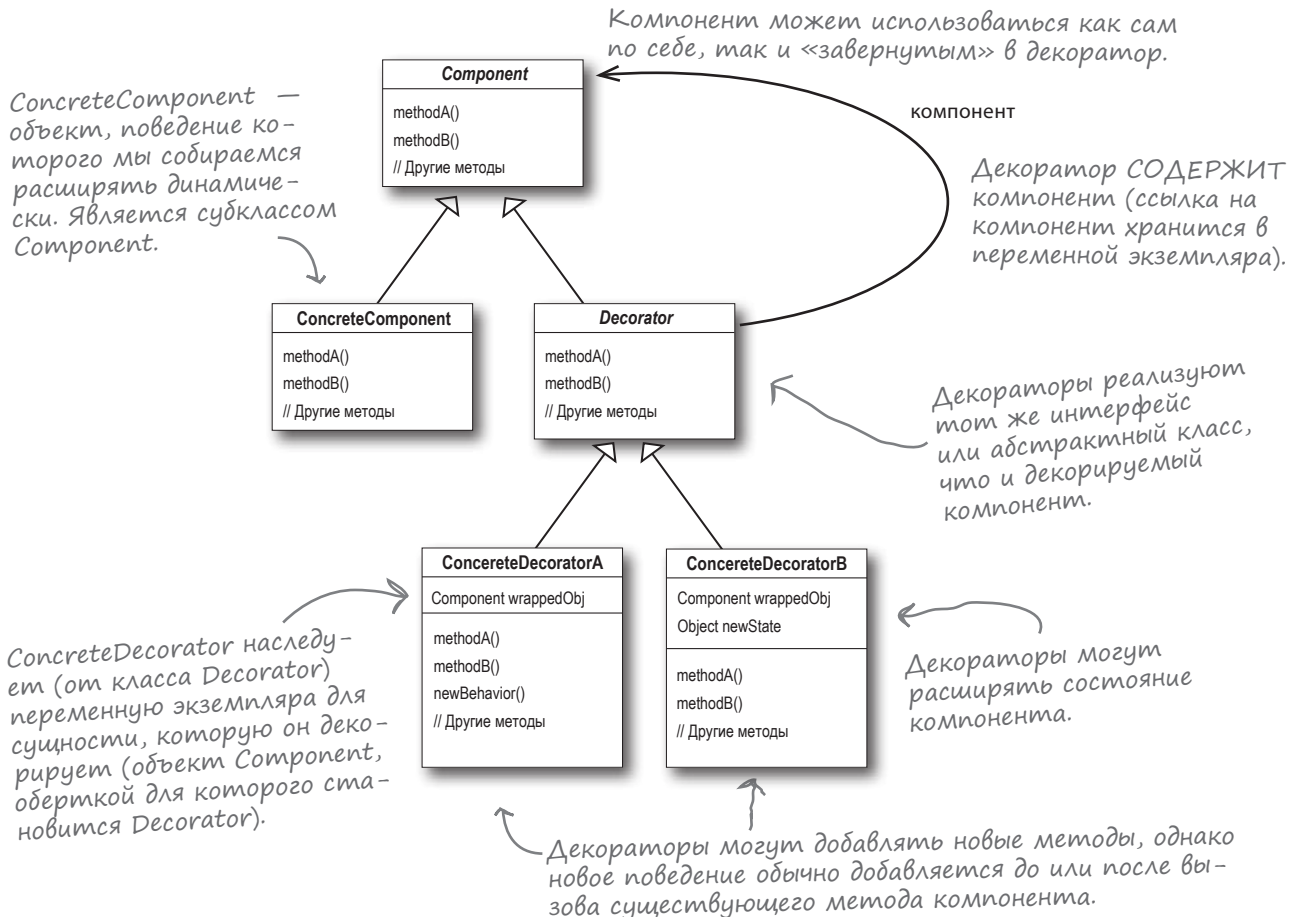 Компонент может использоваться как сам
по себе, так и «завернутым» в декоратор.
Component
methodA()
methodB()
// Другие методы
ConcreteComponent —
объект, поведение ко-
торого мы собираемся
расширять динамиче-
ски. Является субклассом
Component.
компонент
Декоратор СОДЕРЖИТ
компонент (ссылка на
компонент хранится в
переменной экземпляра).
ConcreteComponent
methodA()
methodB()
// Другие методы
Decorator
methodA()
methodB()
// Другие методы
Декораторы реализуют
тот же интерфейс
или абстрактный класс,
что и декорируемый
компонент.
ConcereteDecoratorA
Component wrappedObj
methodA()
methodB()
newBehavior()
// Другие методы
ConcereteDecoratorB
Component wrappedObj
Object newState
methodA()
methodB()
// Другие методы
ConcreteDecorator наследу-
ет (от класса Decorator)
переменную экземпляра для
сущности, которую он деко-
рирует (объект Component,
оберткой для которого ста-
новится Decorator).
Декораторы могут
расширять состояние
компонента.
Декораторы могут добавлять новые методы, однако
новое поведение обычно добавляется до или после вы-
зова существующего метода компонента.